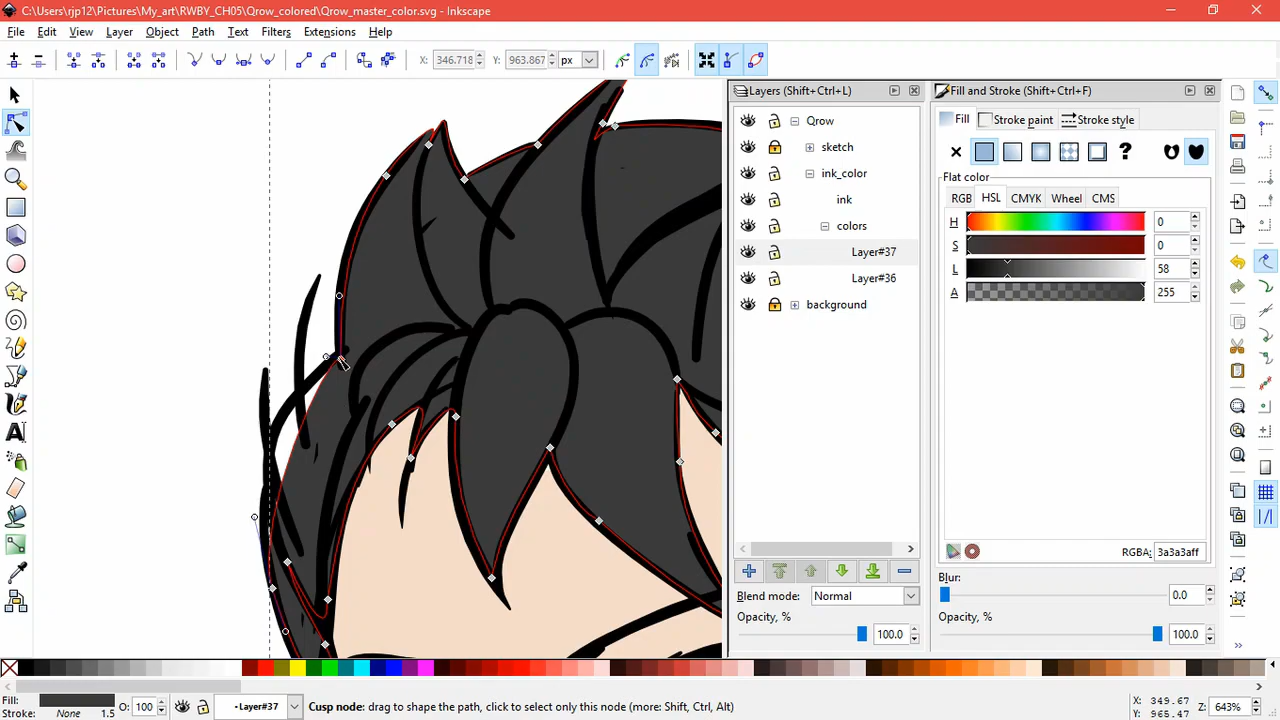 C:\Users\rjp12\Pictures\My_art\RWBY_CH05\Qrow_colored\Qrow_master_color.svg - Inkscape
File Edit View Layer Object Path Text Filters Extensions Help
X: 346.718 Y: 963.867 px
Layers (Shift+Ctrl+L)
Qrow
sketch
ink_color
ink
colors
Layer#37
Layer#36
background
Blend mode: Normal
Opacity, % 100.0
Fill and Stroke (Shift+Ctrl+F)
Fill Stroke paint Stroke style
?
Flat color
RGB HSL CMYK Wheel CMS
H 0
S 0
L 58
A 255
RGBA: 3a3a3aff
Blur:
0.0
Opacity, %
100.0
Fill:
Stroke: None 1.5
O: 100
•Layer#37
Cusp node: drag to shape the path, click to select only this node (more: Shift, Ctrl, Alt)
X: 349.67
Y: 965.47
Z: 643%